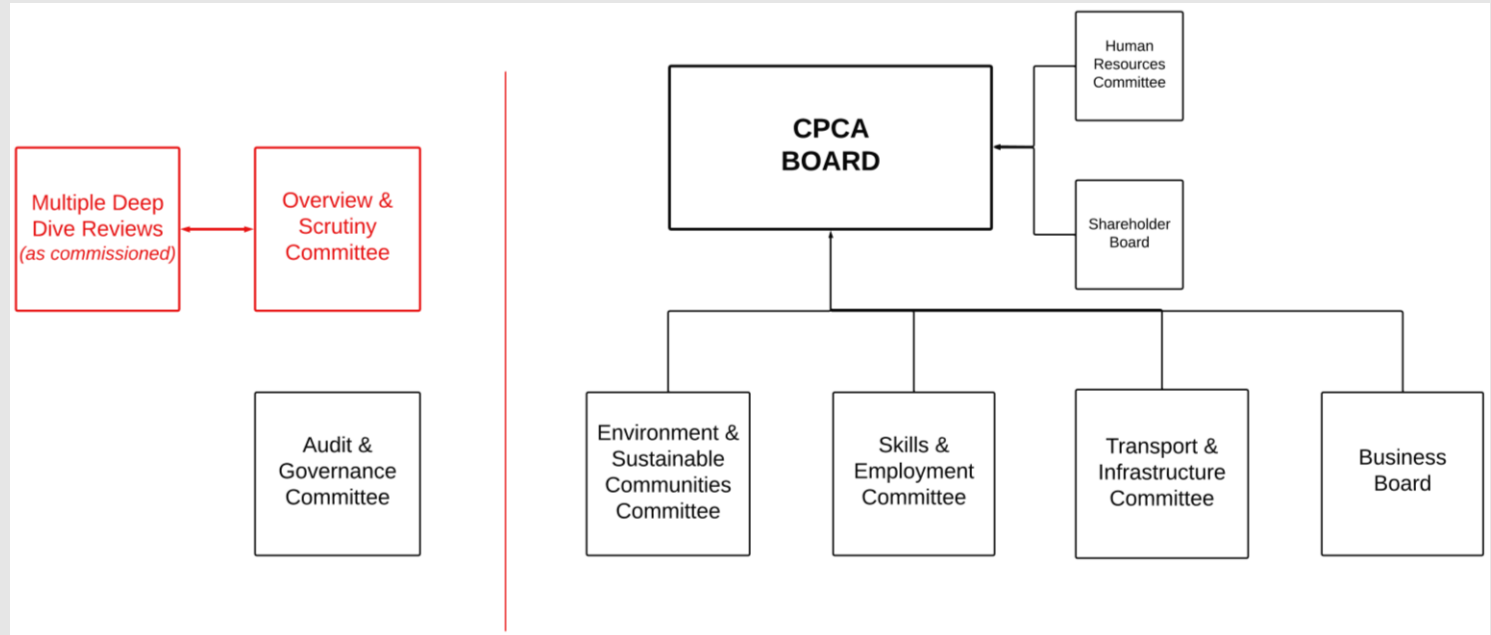 Human
Resources
Committee
CPCA
BOARD
Multiple Deep
Dive Reviews
(as commissioned)
Overview &
Scrutiny
Committee
Shareholder
Board
Audit &
Governance
Committee
Environment &
Sustainable
Communities
Committee
Skills &
Employment
Committee
Transport &
Infrastructure
Committee
Business
Board